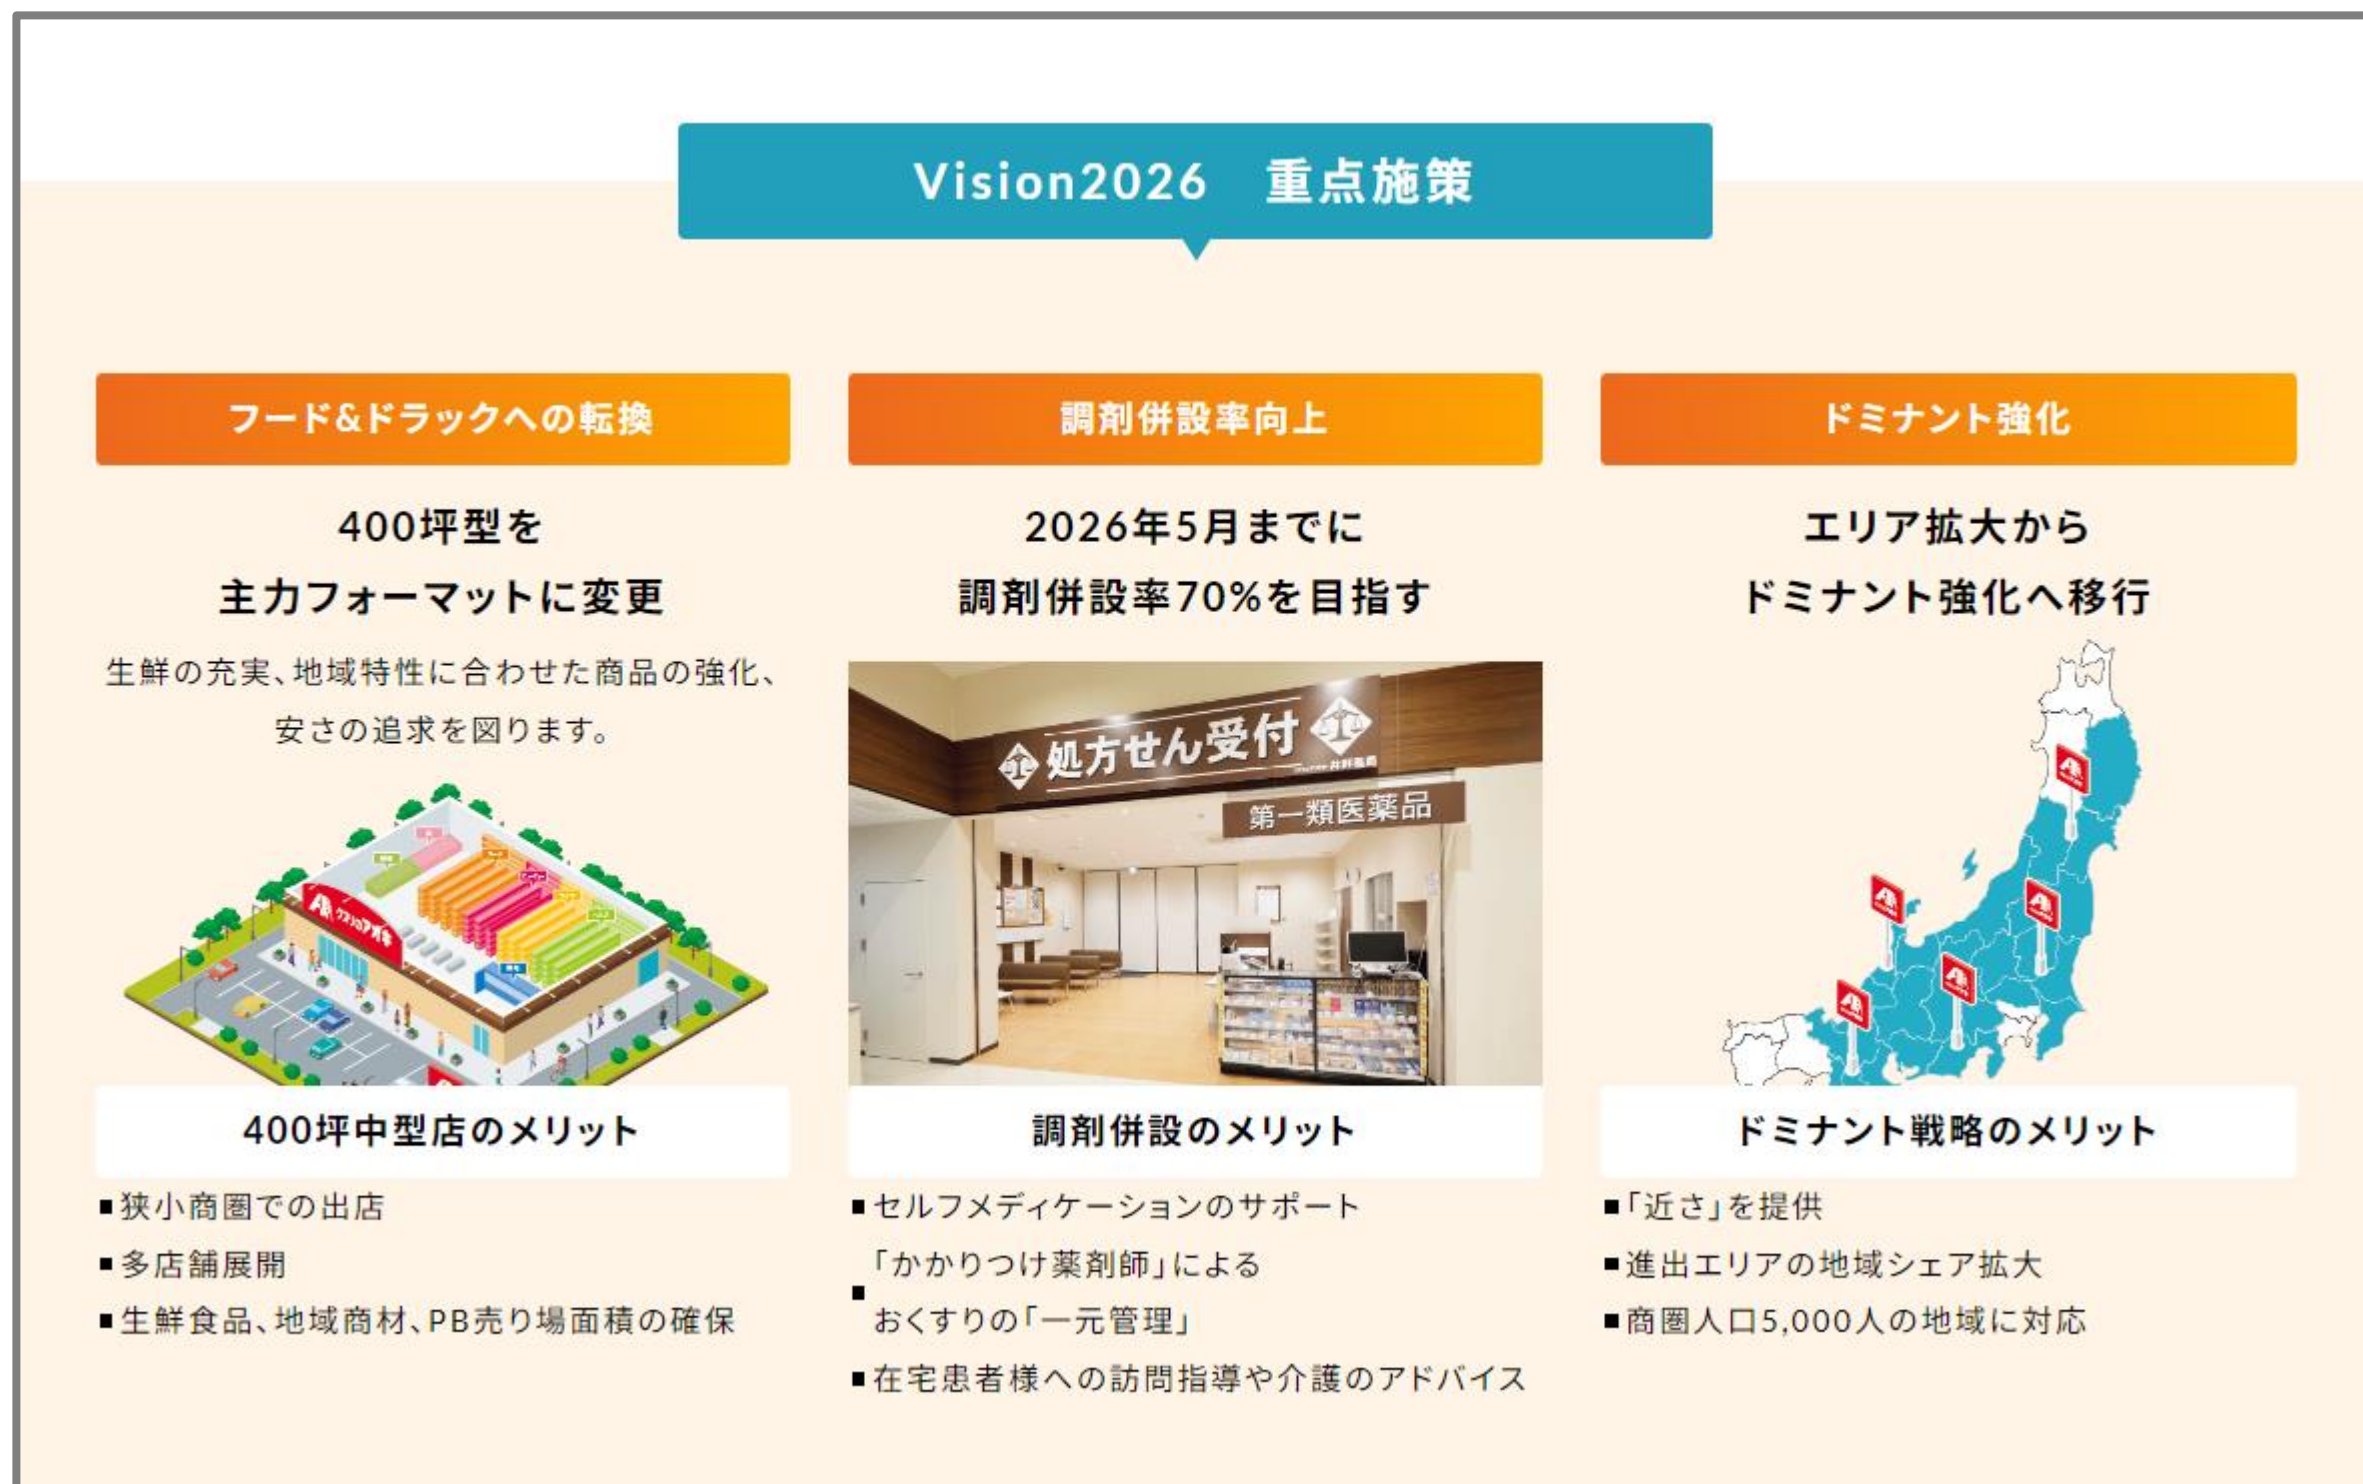 Vision2026　重点施策
フード&ドラックへの転換
400坪型を
主力フォーマットに変更
生鮮の充実、地域特性に合わせた商品の強化、
安さの追求を図ります。
クスリのアオキ
400坪中型店のメリット
■狭小商圏での出店
■多店舗展開
■生鮮食品、地域商材、PB売り場面積の確保
調剤併設率向上
2026年5月までに
調剤併設率70%を目指す
処方せん受付
第一類医薬品
調剤併設のメリット
■セルフメディケーションのサポート
■「かかりつけ薬剤師」による
おくすりの「一元管理」
■在宅患者様への訪問指導や介護のアドバイス
ドミナント強化
エリア拡大から
ドミナント強化へ移行
ドミナント戦略のメリット
■「近さ」を提供
■進出エリアの地域シェア拡大
■商圏人口5,000人の地域に対応